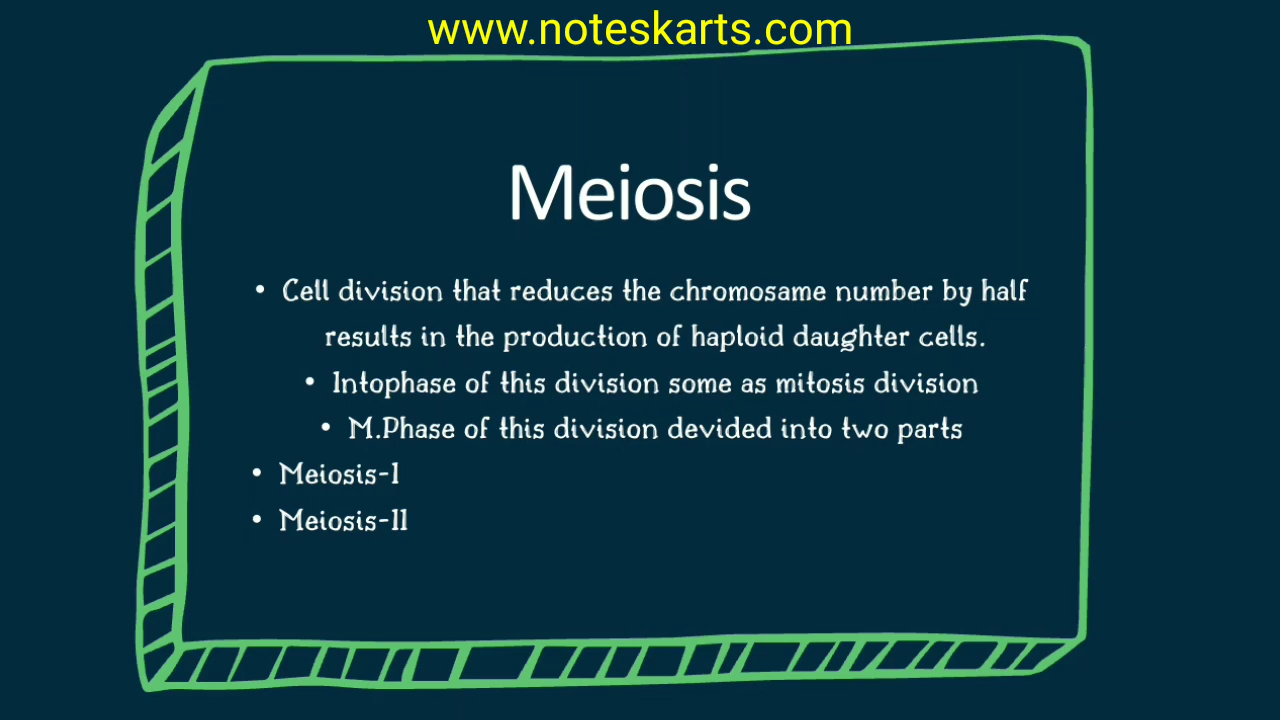 www.noteskarts.com
Meiosis
• Cell division that reduces the chromosame number by half
results in the production of haploid daughter cells.
• Intophase of this division some as mitosis division
• M.Phase of this division devided into two parts
• Meiosis-I
• Meiosis-II